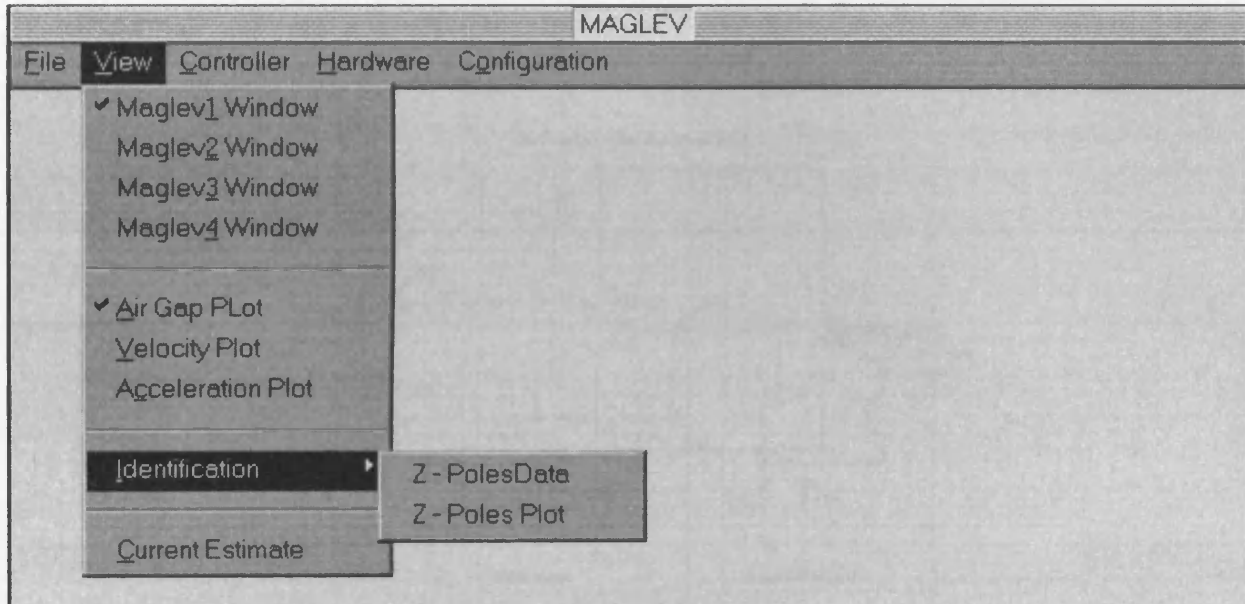 MAGLEV
File View Controller Hardware Configuration
Maglev1 Window
Maglev2 Window
Maglev3 Window
Maglev4 Window
Air Gap PLot
Velocity Plot
Acceleration Plot
Identification
Z - PolesData
Z - Poles Plot
Current Estimate